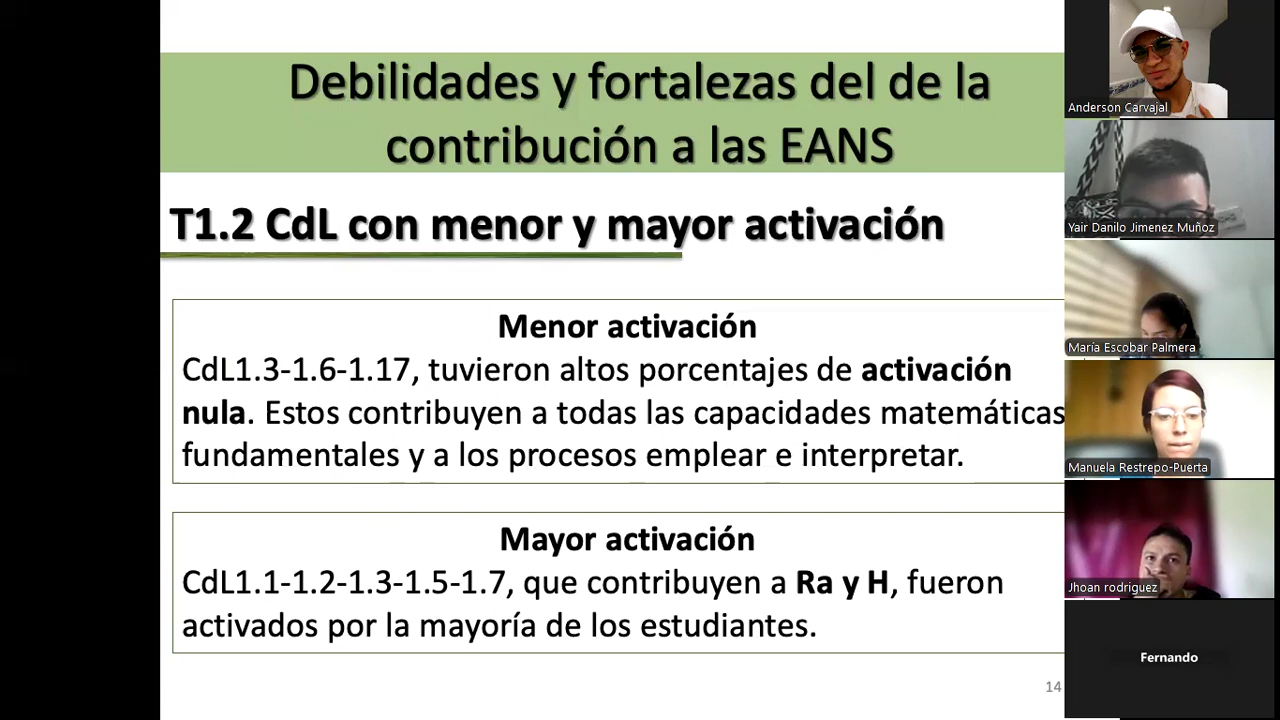 Debilidades y fortalezas del de la
contribución a las EANS
T1.2 CdL con menor y mayor activación
Menor activación
CdL1.3-1.6-1.17, tuvieron altos porcentajes de activación
nula. Estos contribuyen a todas las capacidades matemáticas
fundamentales y a los procesos emplear e interpretar.
Mayor activación
CdL1.1-1.2-1.3-1.5-1.7, que contribuyen a Ra y H, fueron
activados por la mayoría de los estudiantes.
14
Anderson Carvajal
Yair Danilo Jimenez Muñoz
María Escobar Palmera
Manuela Restrepo-Puerta
Jhoan rodriguez
Fernando